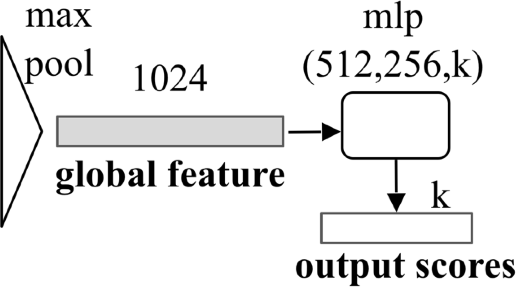 max
pool
1024
global feature
mlp
(512,256,k)
k
output scores